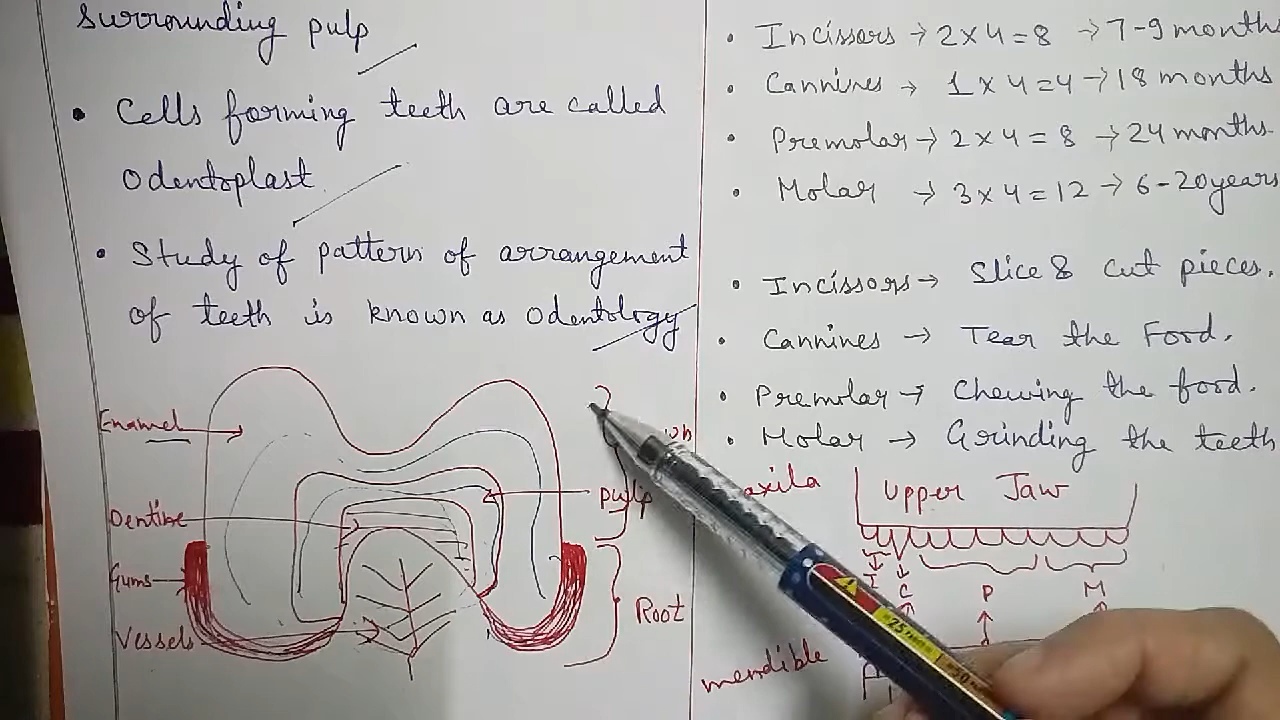 surrounding pulp
• Cells forming teeth are called
Odentoplast.
• Study of pattern of arrangement
of teeth is known as odentology
Enamel
Dentine
Gums
Vessels
pulp
Root
• Incissors → 2 x 4 = 8 → 7-9 months
• Cannines → 1 x 4 = 4 → 18 months
• Premolar → 2 x 4 = 8 → 24 months
• Molar → 3 x 4 = 12 → 6-20 years
• Incissors → Slice & cut pieces.
• Cannines → Tear the Food.
• Premolar → Chewing the food.
• Molar → Grinding the teeth
Upper Jaw
I C P M
mendible